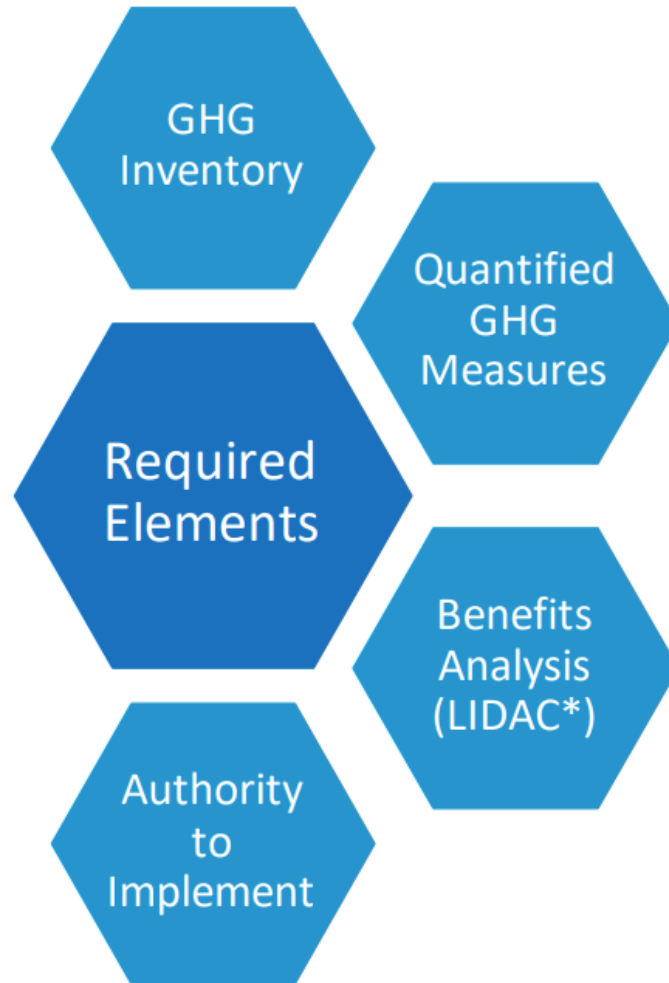 GHG
Inventory
Quantified
GHG
Measures
Required
Elements
Benefits
Analysis
(LIDAC*)
Authority
to
Implement